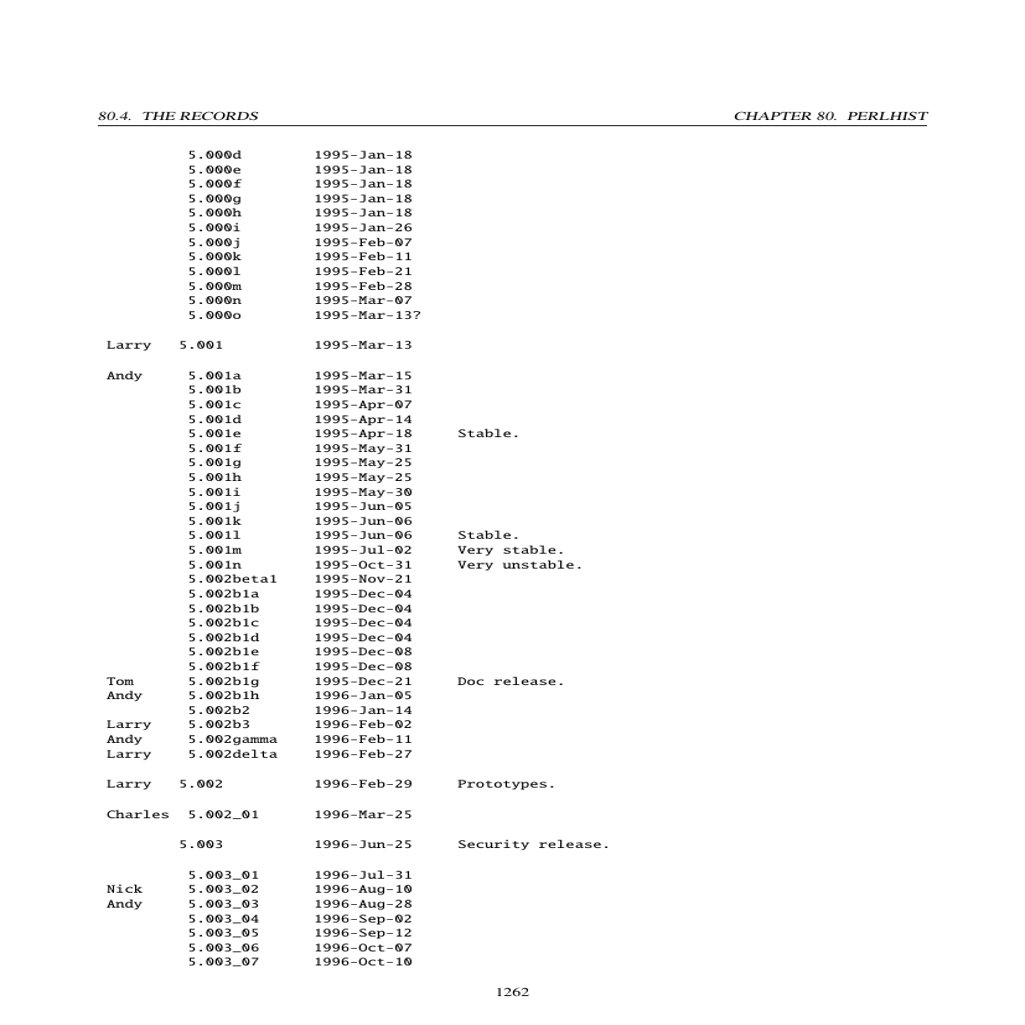 80.4. THE RECORDS CHAPTER 80. PERLHIST
5.000d 1995-Jan-18
5.000e 1995-Jan-18
5.000f 1995-Jan-18
5.000g 1995-Jan-18
5.000h 1995-Jan-18
5.000i 1995-Jan-26
5.000j 1995-Feb-07
5.000k 1995-Feb-11
5.000l 1995-Feb-21
5.000m 1995-Feb-28
5.000n 1995-Mar-07
5.000o 1995-Mar-13?
Larry 5.001 1995-Mar-13
Andy 5.001a 1995-Mar-15
5.001b 1995-Mar-31
5.001c 1995-Apr-07
5.001d 1995-Apr-14
5.001e 1995-Apr-18 Stable.
5.001f 1995-May-31
5.001g 1995-May-25
5.001h 1995-May-25
5.001i 1995-May-30
5.001j 1995-Jun-05
5.001k 1995-Jun-06
5.001l 1995-Jun-06 Stable.
5.001m 1995-Jul-02 Very stable.
5.001n 1995-Oct-31 Very unstable.
5.002beta1 1995-Nov-21
5.002b1a 1995-Dec-04
5.002b1b 1995-Dec-04
5.002b1c 1995-Dec-04
5.002b1d 1995-Dec-04
5.002b1e 1995-Dec-08
5.002b1f 1995-Dec-08
Tom 5.002b1g 1995-Dec-21 Doc release.
Andy 5.002b1h 1996-Jan-05
5.002b2 1996-Jan-14
Larry 5.002b3 1996-Feb-02
Andy 5.002gamma 1996-Feb-11
Larry 5.002delta 1996-Feb-27
Larry 5.002 1996-Feb-29 Prototypes.
Charles 5.002_01 1996-Mar-25
5.003 1996-Jun-25 Security release.
5.003_01 1996-Jul-31
Nick 5.003_02 1996-Aug-10
Andy 5.003_03 1996-Aug-28
5.003_04 1996-Sep-02
5.003_05 1996-Sep-12
5.003_06 1996-Oct-07
5.003_07 1996-Oct-10
1262